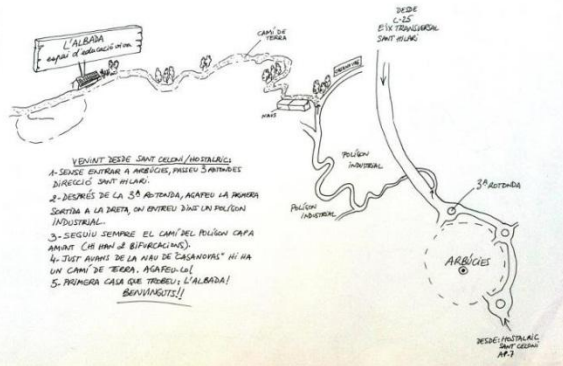 L'ALBADA
espai d'educació viva
CAMÍ DE
TERRA
DESDE
C-25
EIX TRANSVERSAL
SANT HILARI
CASANOVAS
NAUS
POLÍGON
INDUSTRIAL
POLÍGON
INDUSTRIAL
3ª ROTONDA
ARBÚCIES
DESDE: HOSTALRIC
SANT CELONI
AP-7
VENINT DESDE SANT CELONI/HOSTALRIC:
1- SENSE ENTRAR A ARBÚCIES, PASSEU 3 ROTONDES
DIRECCIÓ SANT HILARI.
2- DESPRÉS DE LA 3ª ROTONDA, AGAFEU LA PRIMERA
SORTIDA A LA DRETA, ON ENTREU DINS UN POLÍGON
INDUSTRIAL.
3- SEGUIU SEMPRE EL CAMÍ DEL POLÍGON CAP A
AMUNT (HI HAN 2 BIFURCACIONS).
4- JUST AVANS DE LA NAU DE "CASANOVAS" HI HA
UN CAMÍ DE TERRA. AGAFEU-LO!
5- PRIMERA CASA QUE TROBEU: L'ALBADA!
BENVINGUTS!!